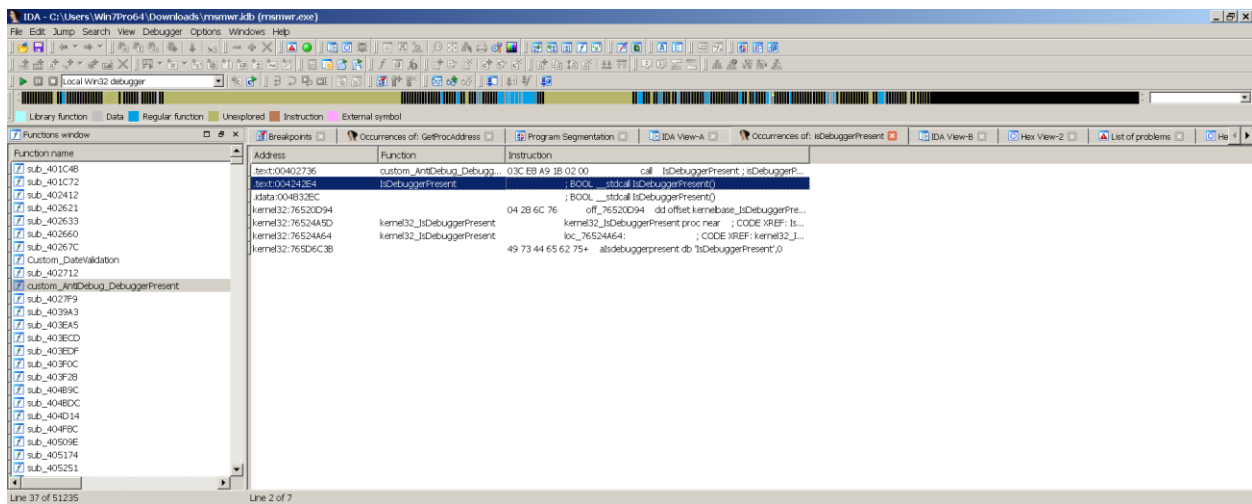 IDA - C:\Users\Win7Pro64\Downloads\rnsmwr.idb (rnsmwr.exe)
File Edit Jump Search View Debugger Options Windows Help
Local Win32 debugger
Library function Data Regular function Unexplored Instruction External symbol
Functions window Breakpoints Occurrences of: GetProcAddress Program Segmentation IDA View-A Occurrences of: IsDebuggerPresent IDA View-B Hex View-2 List of problems He
Function name Address Function Instruction
sub_401C4B .text:00402736 custom_AntiDebug_Debugg... 03C E8 A9 1B 02 00 call IsDebuggerPresent ; isDebuggerP...
sub_401C72 .text:004242E4 IsDebuggerPresent ; BOOL __stdcall IsDebuggerPresent()
sub_402412 .idata:004832EC ; BOOL __stdcall IsDebuggerPresent()
sub_402621 kernel32:76520D94 04 2B 6C 76 off_76520D94 dd offset kernelbase_IsDebuggerPre...
sub_402633 kernel32:76524A5D kernel32_IsDebuggerPresent kernel32_IsDebuggerPresent proc near ; CODE XREF: Is...
sub_402660 kernel32:76524A64 kernel32_IsDebuggerPresent loc_76524A64: ; CODE XREF: kernel32_I...
sub_40267C kernel32:765D6C3B 49 73 44 65 62 75+ aIsdebuggerpresent db 'IsDebuggerPresent',0
Custom_DateValidation
sub_402712
custom_AntiDebug_DebuggerPresent
sub_4027F9
sub_4039A3
sub_403EA5
sub_403ECD
sub_403EDF
sub_403F0C
sub_403F28
sub_404B9C
sub_404BDC
sub_404D14
sub_404FBC
sub_40509E
sub_405174
sub_405251
Line 37 of 51235 Line 2 of 7